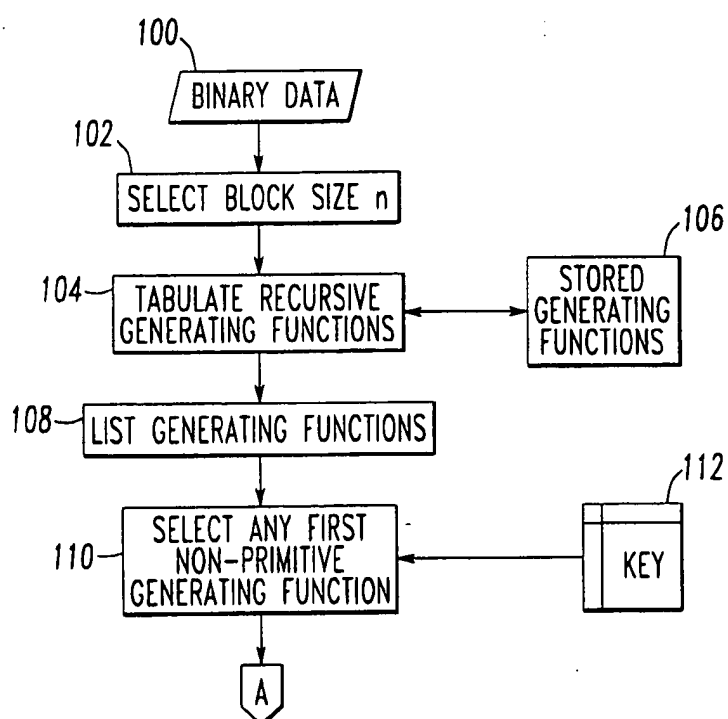 100
BINARY DATA
102
SELECT BLOCK SIZE n
106
104
TABULATE RECURSIVE
GENERATING FUNCTIONS
STORED
GENERATING
FUNCTIONS
108
LIST GENERATING FUNCTIONS
112
110
SELECT ANY FIRST
NON-PRIMITIVE
GENERATING FUNCTION
KEY
A